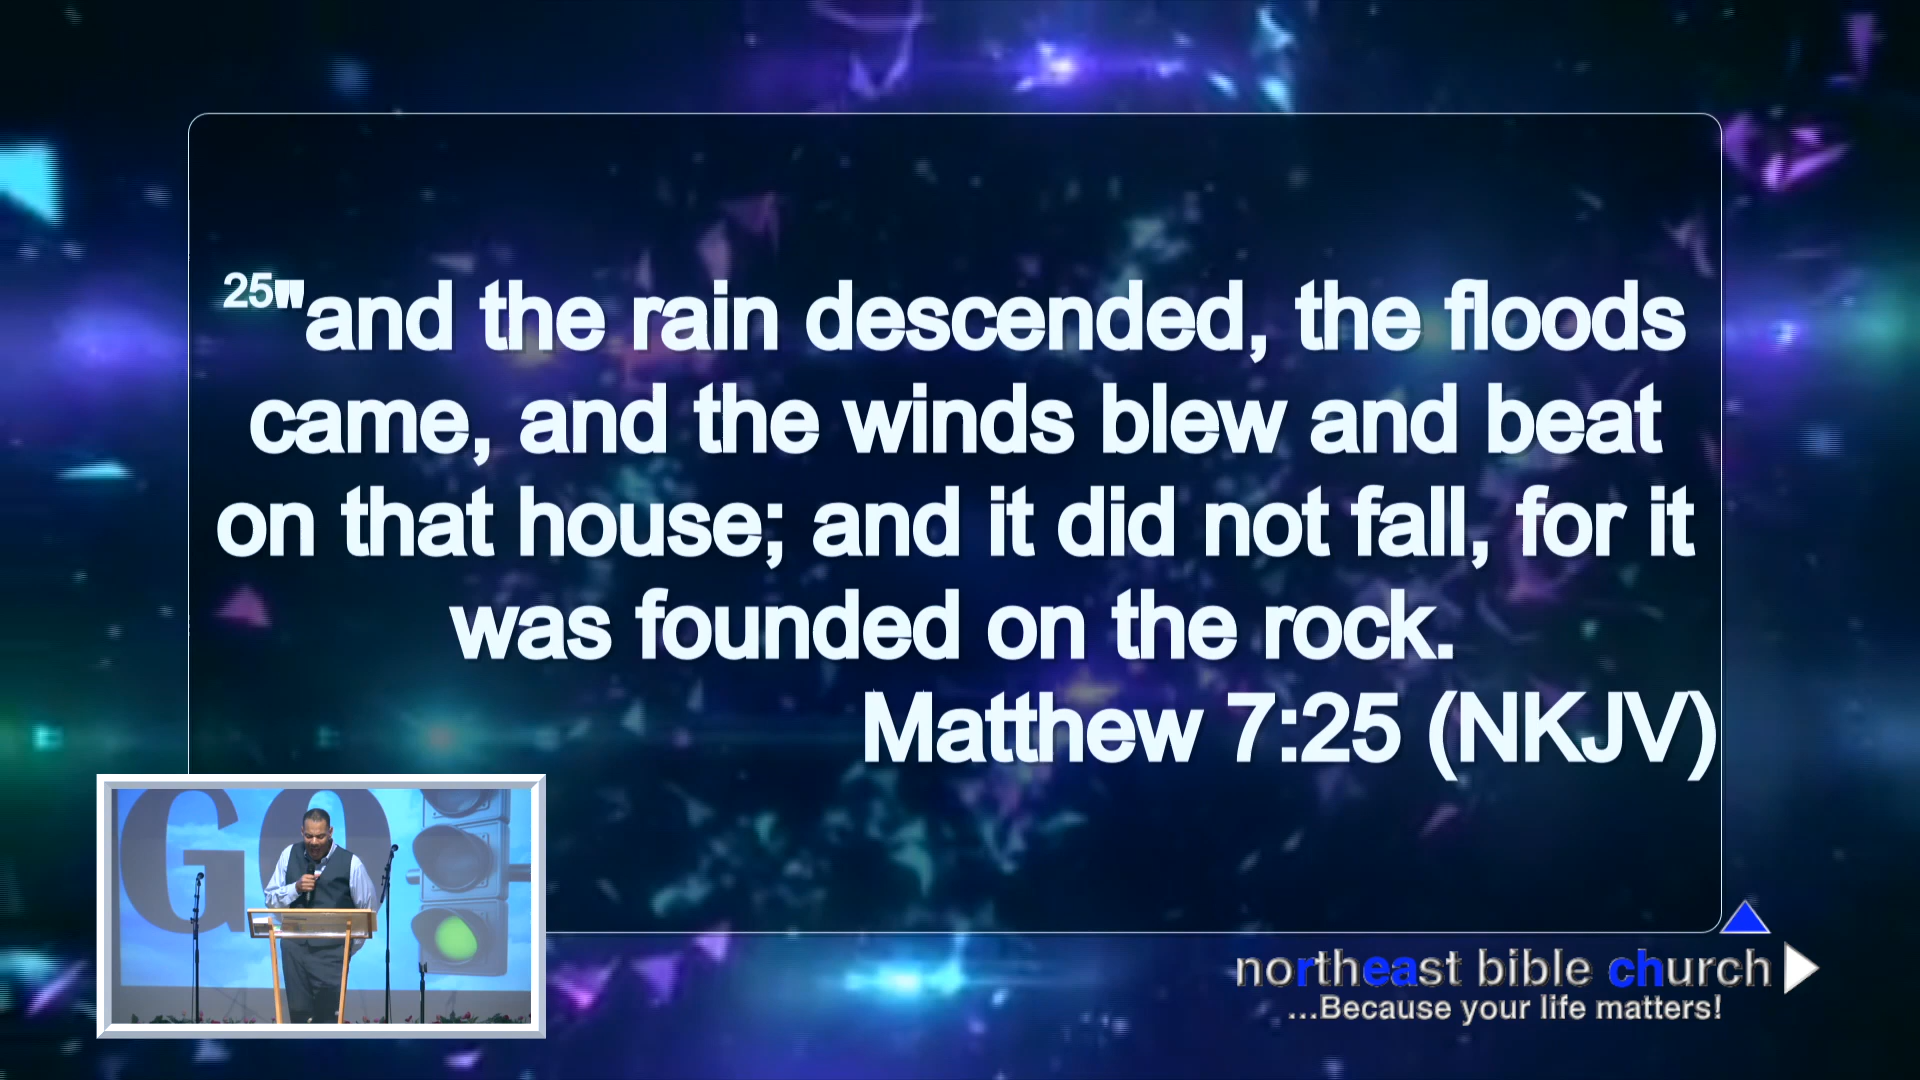 25"and the rain descended, the floods
came, and the winds blew and beat
on that house; and it did not fall, for it
was founded on the rock.
Matthew 7:25 (NKJV)
GO
northeast bible church
...Because your life matters!